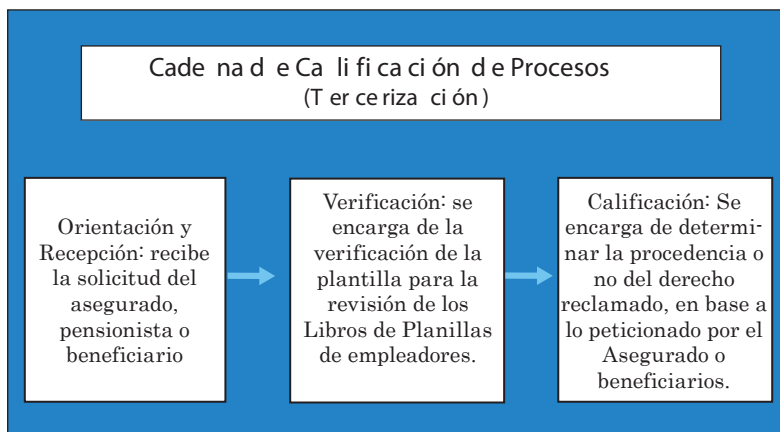 Cadena de Calificación de Procesos
(Tercerización)
Orientación y
Recepción: recibe
la solicitud del
asegurado,
pensionista o
beneficiario
Verificación: se
encarga de la
verificación de la
plantilla para la
revisión de los
Libros de Planillas
de empleadores.
Calificación: Se
encarga de determi-
nar la procedencia o
no del derecho
reclamado, en base a
lo peticionado por el
Asegurado o
beneficiarios.